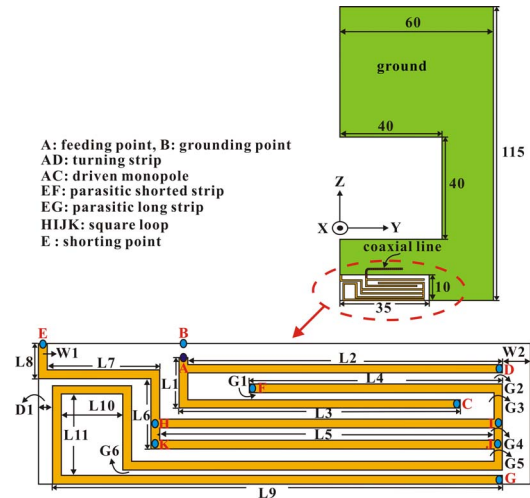 60
ground
40
115
40
A: feeding point, B: grounding point
AD: turning strip
AC: driven monopole
EF: parasitic shorted strip
EG: parasitic long strip
HIJK: square loop
E : shorting point
Z
X
Y
coaxial line
10
35
E
B
W1
W2
L8
L7
A
L2
D
L1
L4
G1
F
G2
D1
L10
L6
L3
C
G3
L11
H
I
L5
K
J
G4
G6
G5
L9
G